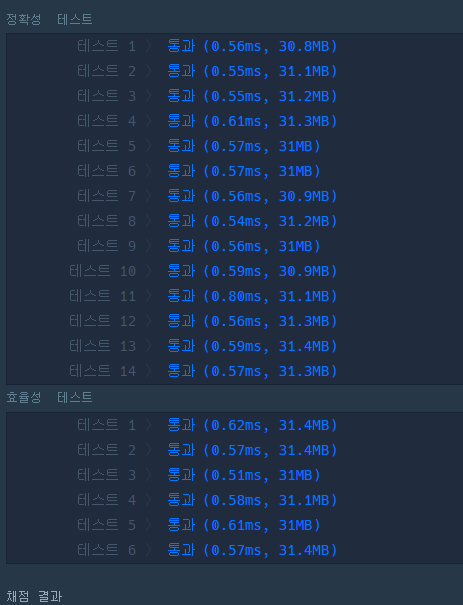 정확성 테스트
테스트 1 〉 통과 (0.56ms, 30.8MB)
테스트 2 〉 통과 (0.55ms, 31.1MB)
테스트 3 〉 통과 (0.55ms, 31.2MB)
테스트 4 〉 통과 (0.61ms, 31.3MB)
테스트 5 〉 통과 (0.57ms, 31MB)
테스트 6 〉 통과 (0.57ms, 31MB)
테스트 7 〉 통과 (0.56ms, 30.9MB)
테스트 8 〉 통과 (0.54ms, 31.2MB)
테스트 9 〉 통과 (0.56ms, 31MB)
테스트 10 〉 통과 (0.59ms, 30.9MB)
테스트 11 〉 통과 (0.80ms, 31.1MB)
테스트 12 〉 통과 (0.56ms, 31.3MB)
테스트 13 〉 통과 (0.59ms, 31.4MB)
테스트 14 〉 통과 (0.57ms, 31.3MB)
효율성 테스트
테스트 1 〉 통과 (0.62ms, 31.4MB)
테스트 2 〉 통과 (0.57ms, 31.4MB)
테스트 3 〉 통과 (0.51ms, 31MB)
테스트 4 〉 통과 (0.58ms, 31.1MB)
테스트 5 〉 통과 (0.61ms, 31MB)
테스트 6 〉 통과 (0.57ms, 31.4MB)
채점 결과